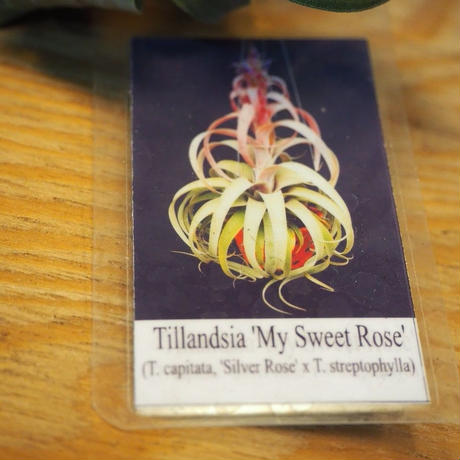 Tillandsia 'My Sweet Rose'
(T. capitata, 'Silver Rose' x T. streptophylla)